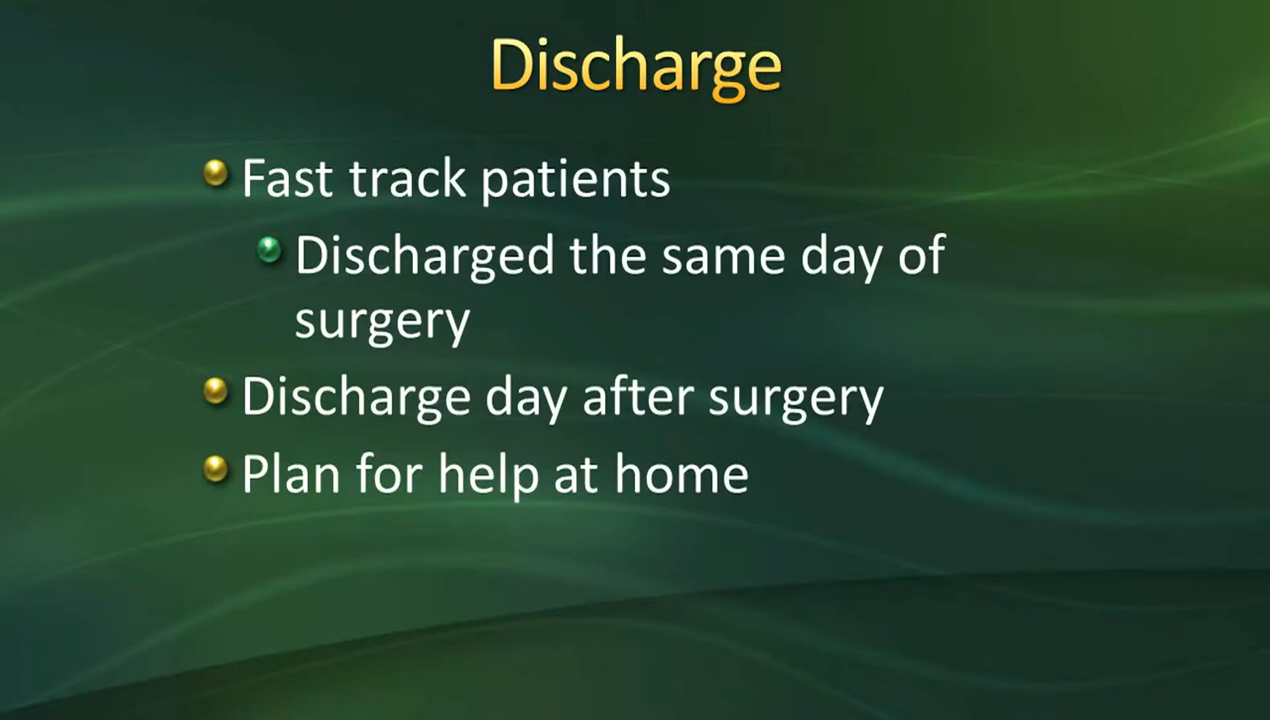 Discharge
Fast track patients
Discharged the same day of
surgery
Discharge day after surgery
Plan for help at home